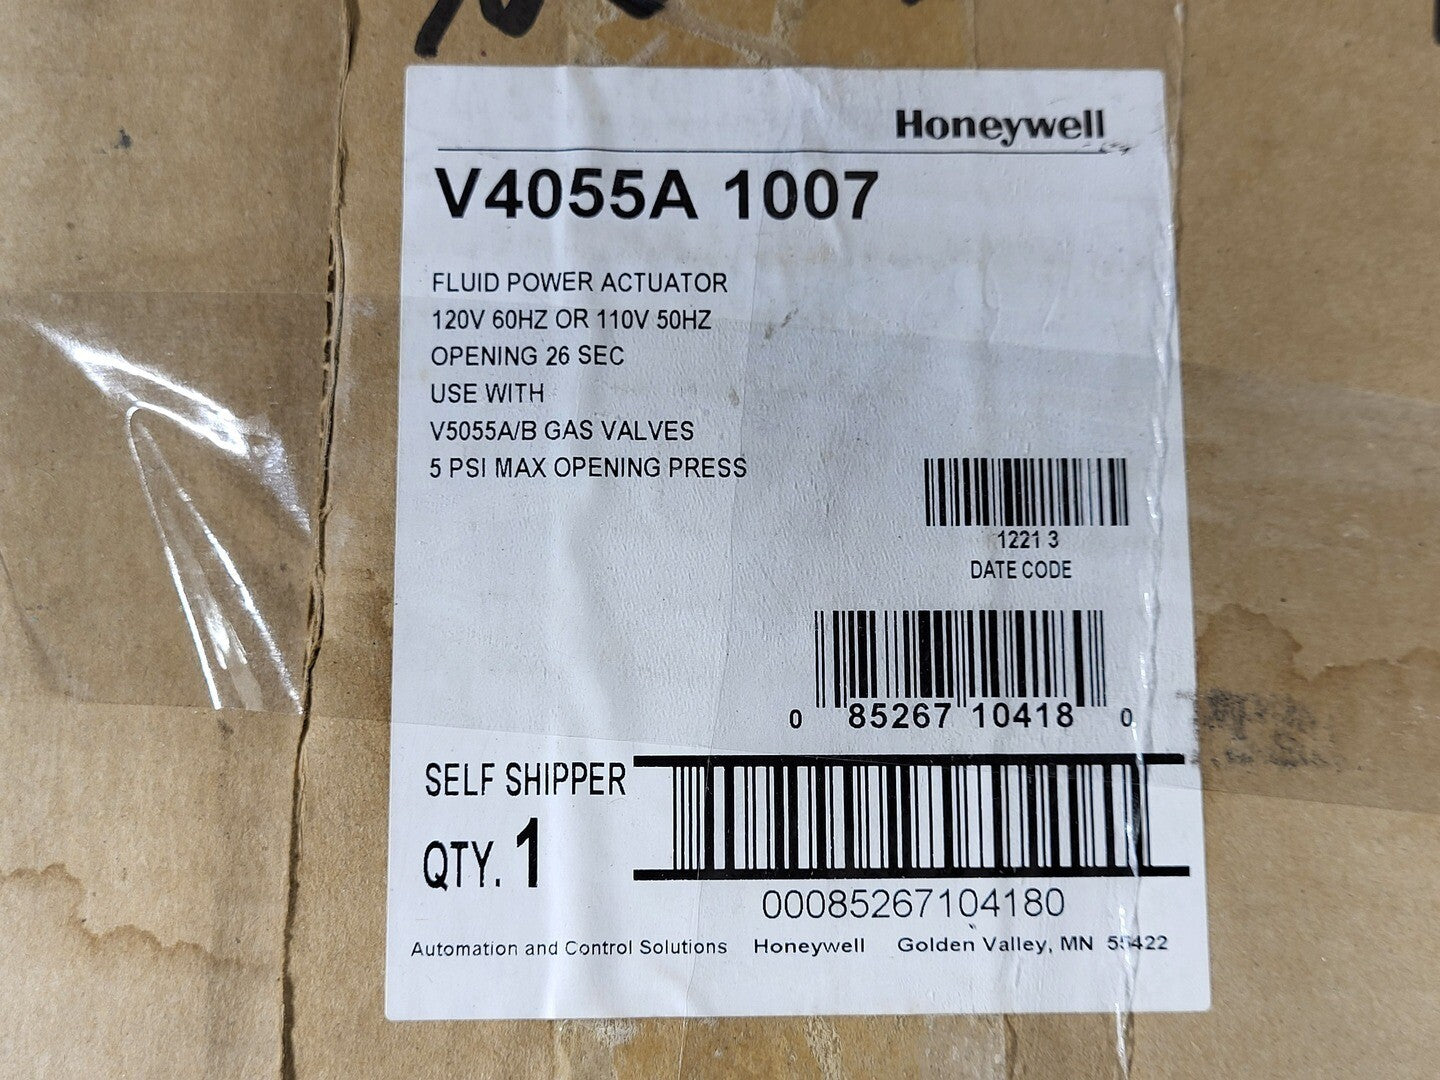 Honeywell
V4055A 1007
FLUID POWER ACTUATOR
120V 60HZ OR 110V 50HZ
OPENING 26 SEC
USE WITH
V5055A/B GAS VALVES
5 PSI MAX OPENING PRESS
1221 3
DATE CODE
0 85267 10418 0
SELF SHIPPER
QTY. 1
00085267104180
Automation and Control Solutions Honeywell Golden Valley, MN 55422